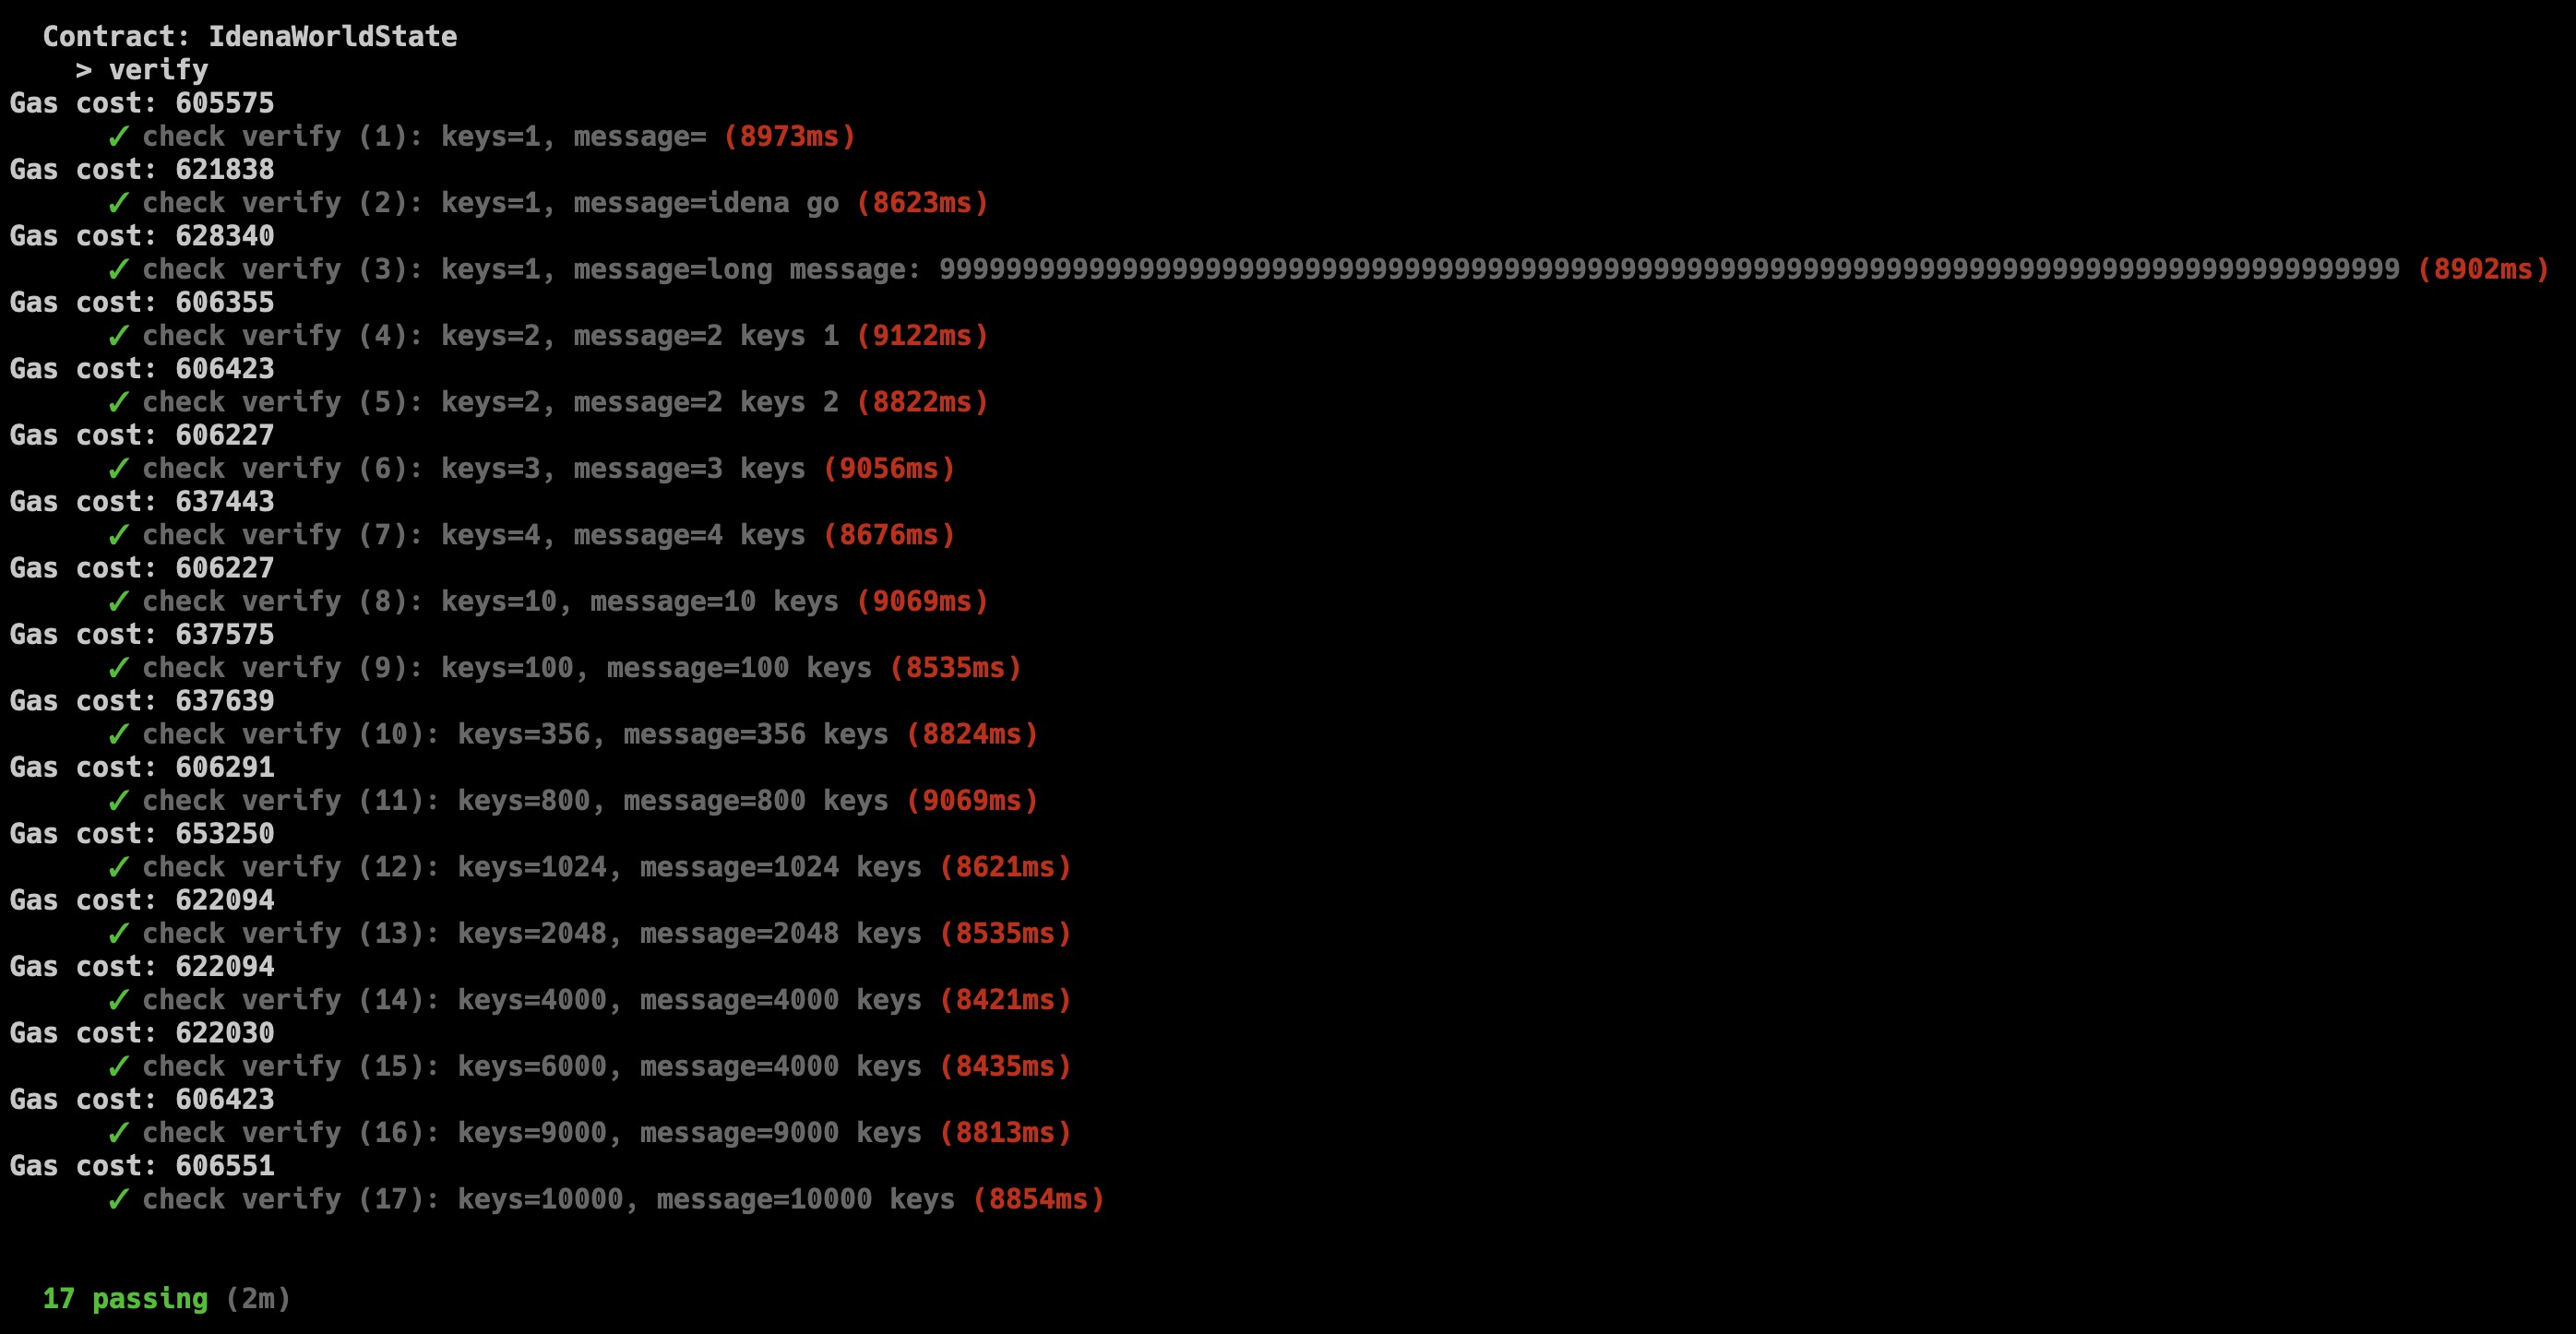 Contract: IdenaWorldState
> verify
Gas cost: 605575
✓ check verify (1): keys=1, message= (8973ms)
Gas cost: 621838
✓ check verify (2): keys=1, message=idena go (8623ms)
Gas cost: 628340
✓ check verify (3): keys=1, message=long message: 9999999999999999999999999999999999999999999999999999999999999999999999999999999999999999 (8902ms)
Gas cost: 606355
✓ check verify (4): keys=2, message=2 keys 1 (9122ms)
Gas cost: 606423
✓ check verify (5): keys=2, message=2 keys 2 (8822ms)
Gas cost: 606227
✓ check verify (6): keys=3, message=3 keys (9056ms)
Gas cost: 637443
✓ check verify (7): keys=4, message=4 keys (8676ms)
Gas cost: 606227
✓ check verify (8): keys=10, message=10 keys (9069ms)
Gas cost: 637575
✓ check verify (9): keys=100, message=100 keys (8535ms)
Gas cost: 637639
✓ check verify (10): keys=356, message=356 keys (8824ms)
Gas cost: 606291
✓ check verify (11): keys=800, message=800 keys (9069ms)
Gas cost: 653250
✓ check verify (12): keys=1024, message=1024 keys (8621ms)
Gas cost: 622094
✓ check verify (13): keys=2048, message=2048 keys (8535ms)
Gas cost: 622094
✓ check verify (14): keys=4000, message=4000 keys (8421ms)
Gas cost: 622030
✓ check verify (15): keys=6000, message=4000 keys (8435ms)
Gas cost: 606423
✓ check verify (16): keys=9000, message=9000 keys (8813ms)
Gas cost: 606551
✓ check verify (17): keys=10000, message=10000 keys (8854ms)
17 passing (2m)